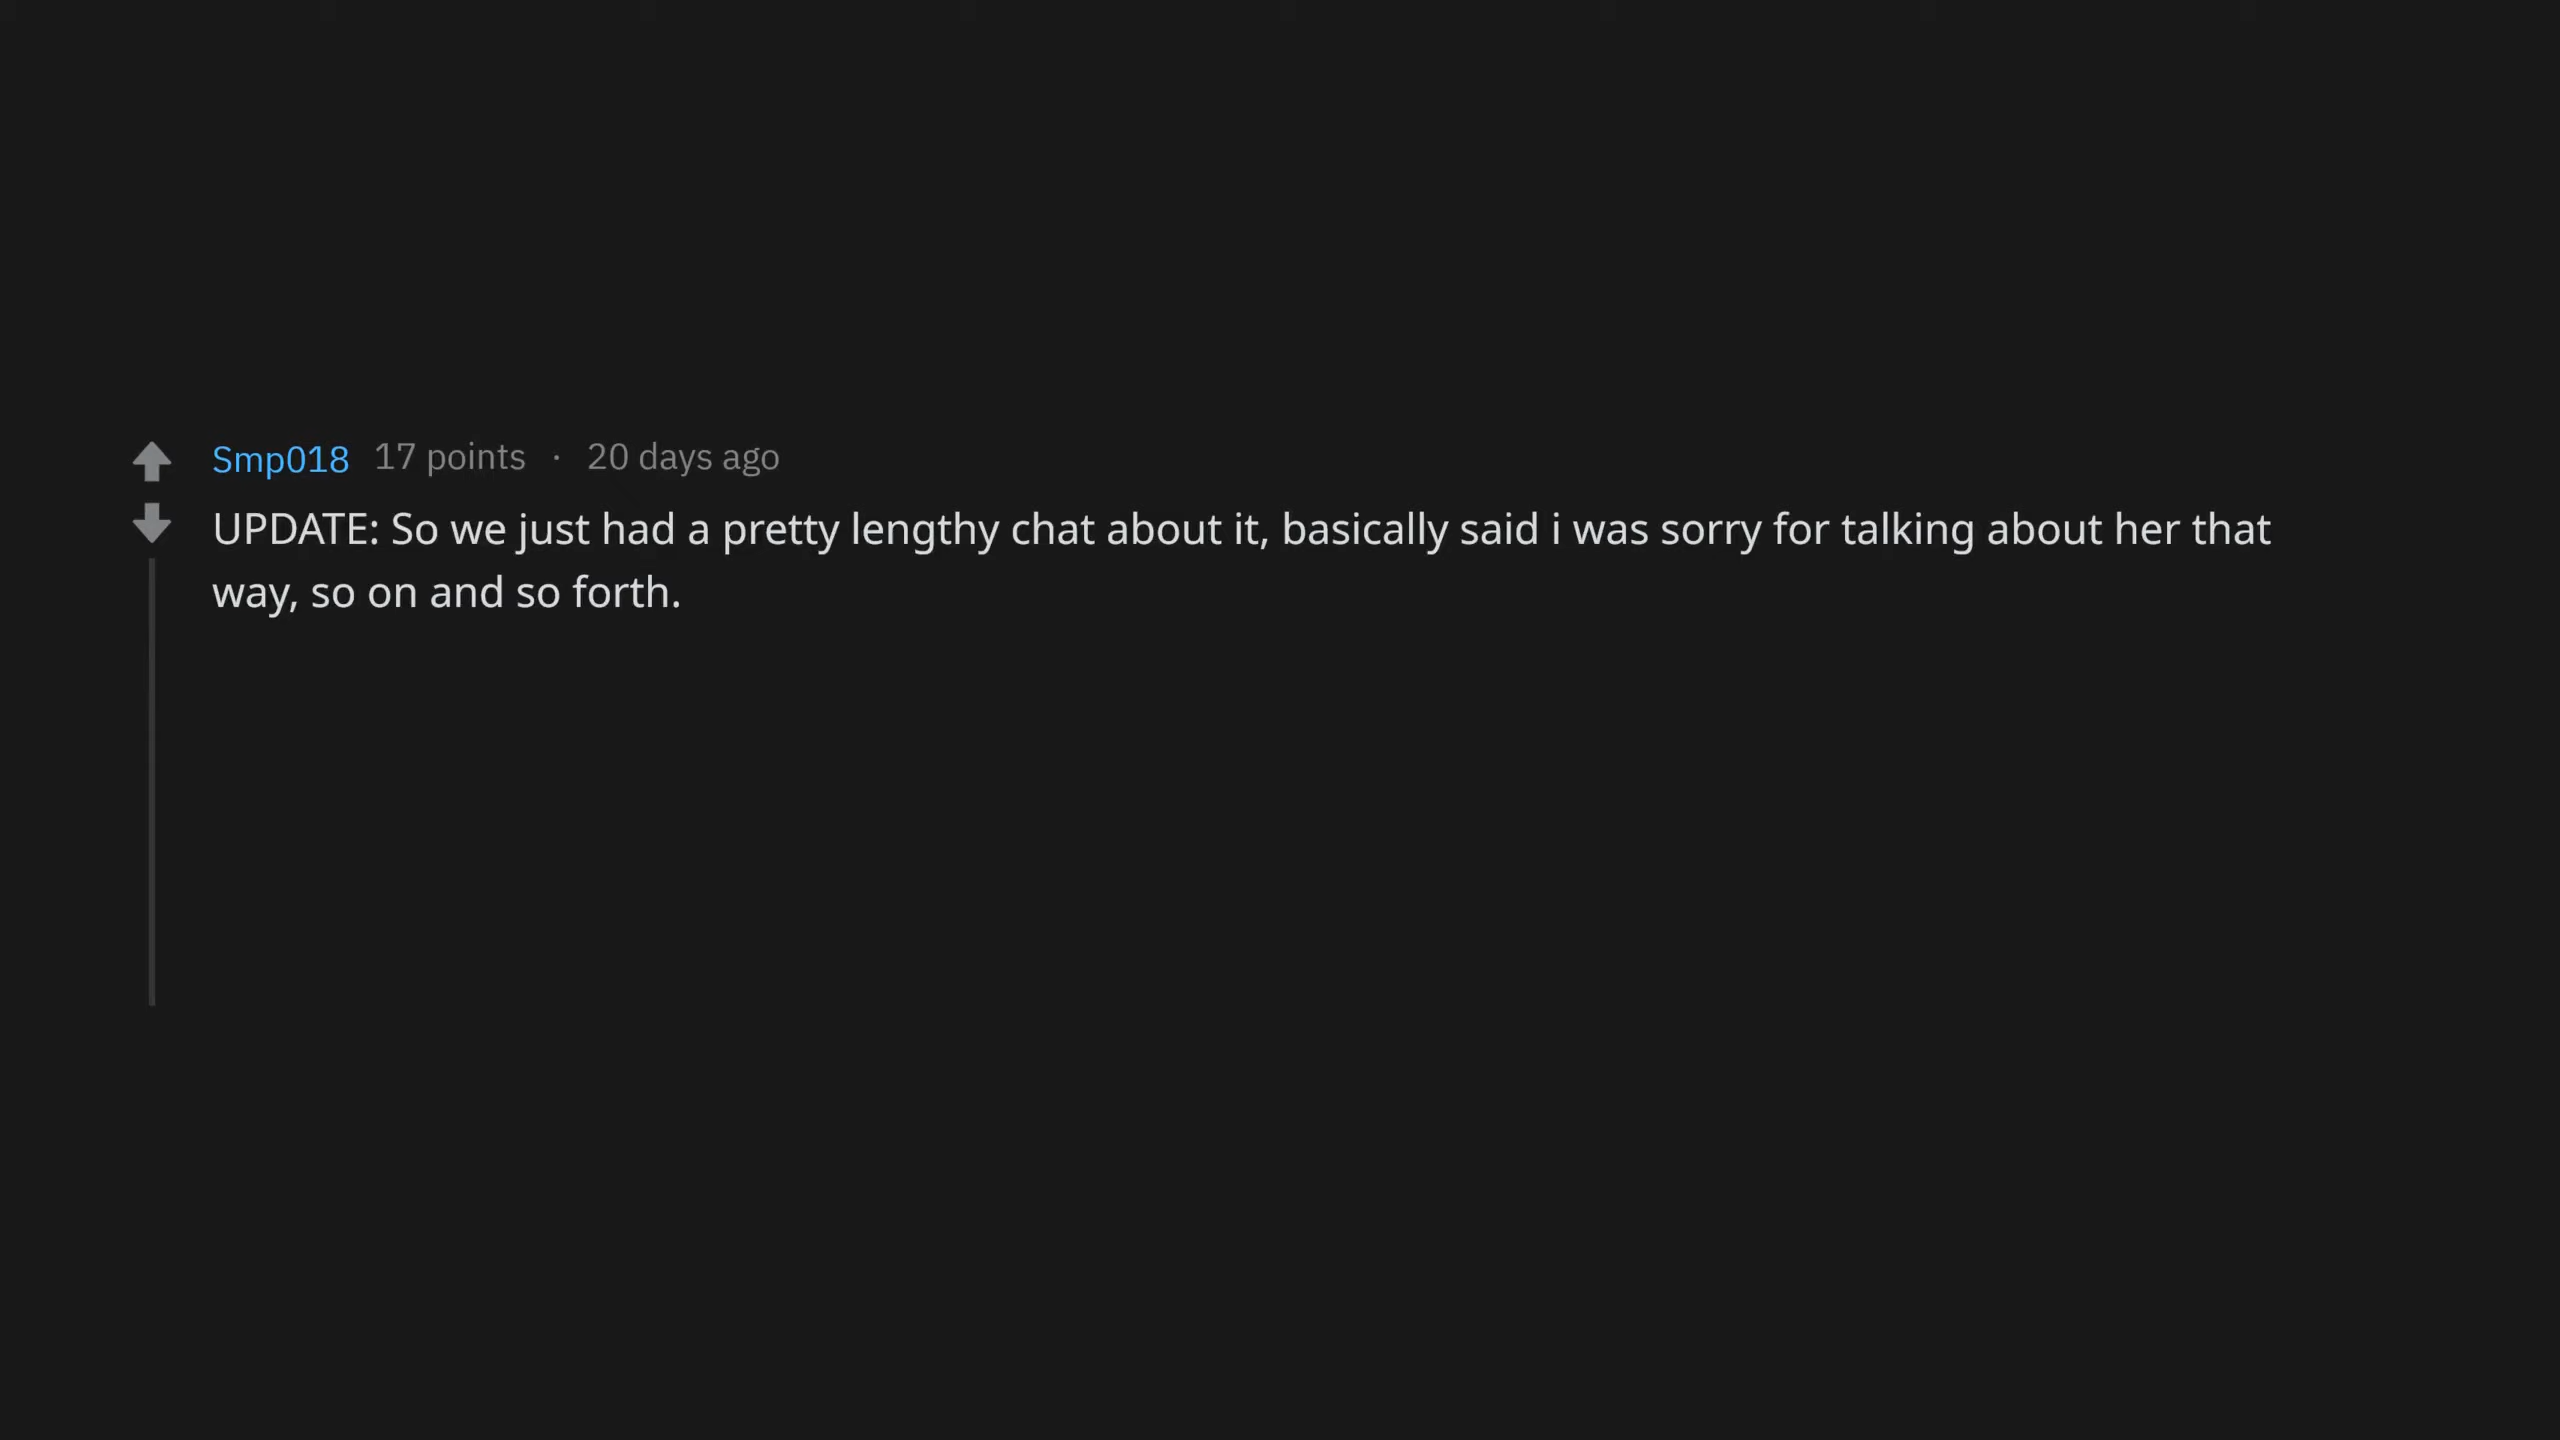 Smp018 17 points · 20 days ago
UPDATE: So we just had a pretty lengthy chat about it, basically said i was sorry for talking about her that
way, so on and so forth.